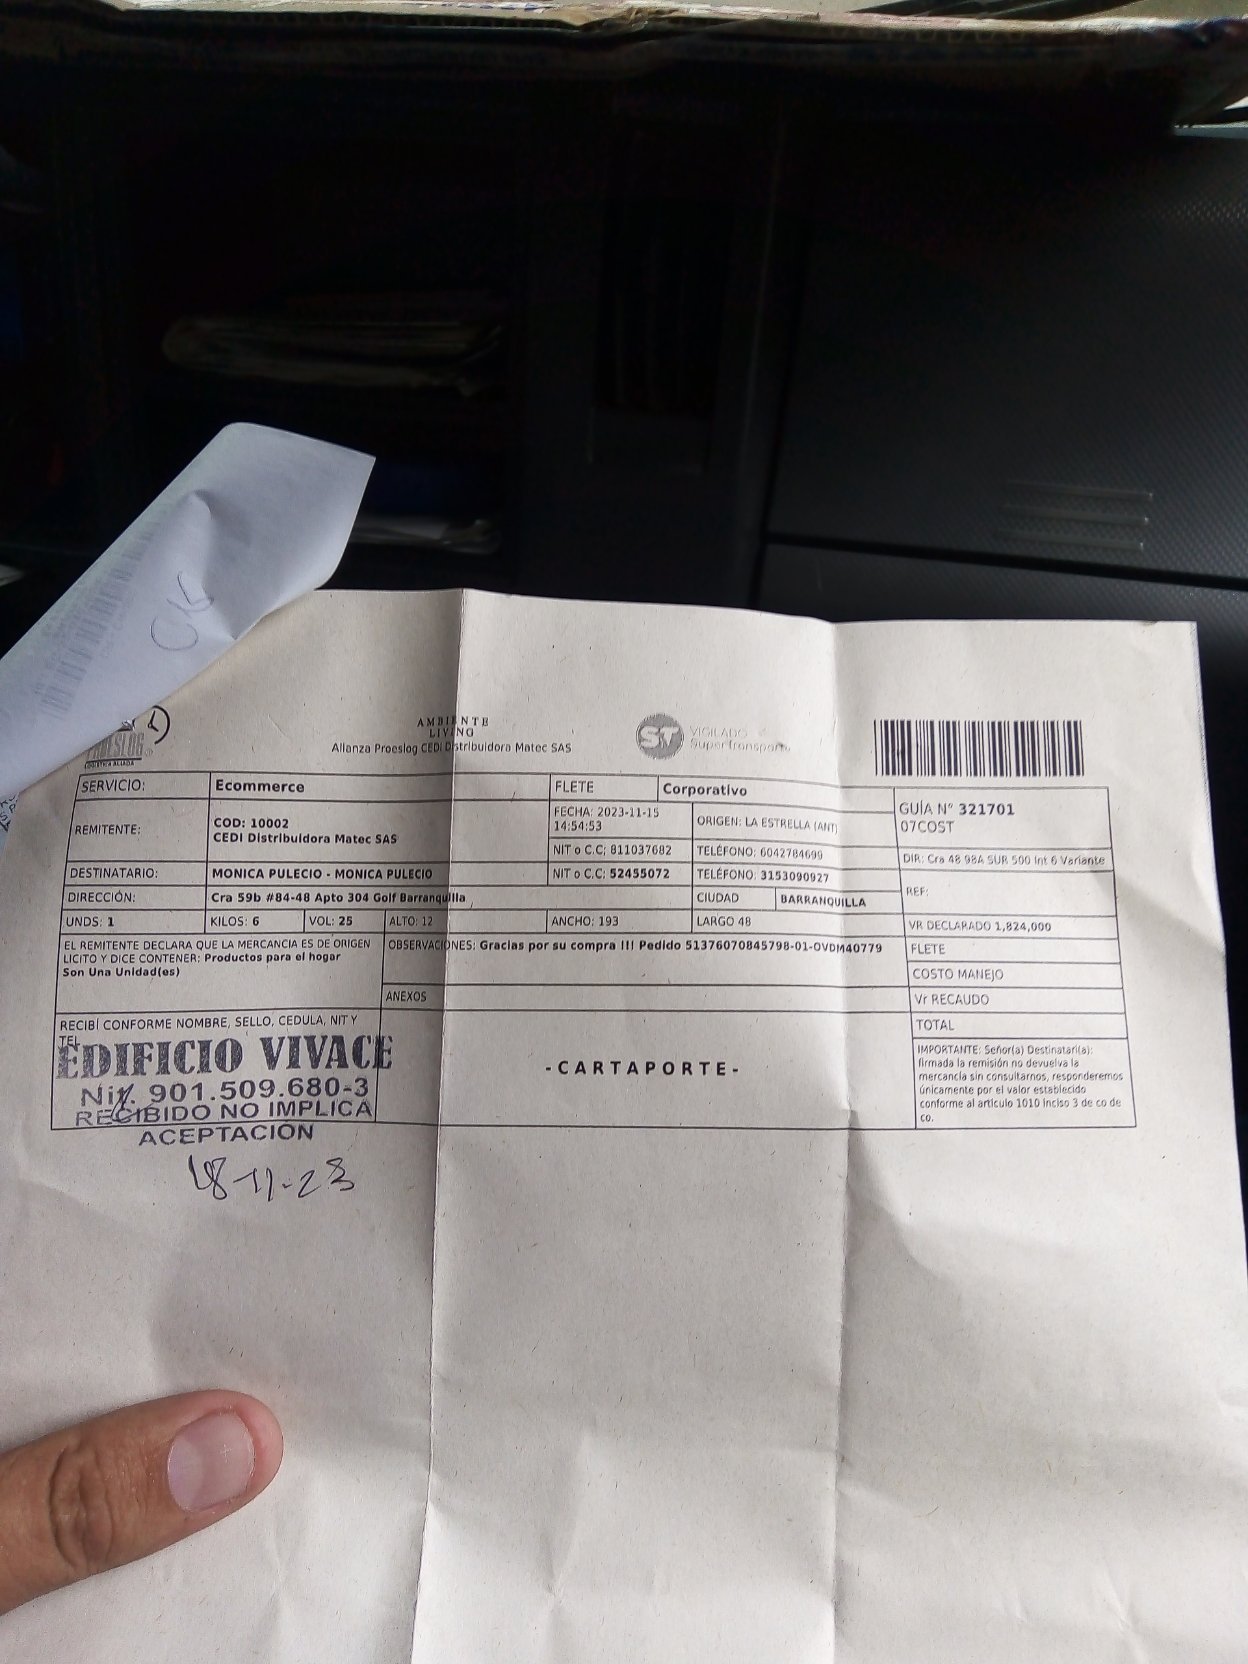 C15
PROESLOG
LOGÍSTICA ALIADA
AMBIENTE
LIVING
Alianza Proeslog CEDI Distribuidora Matec SAS
ST VIGILADO
SuperTransporte
SERVICIO: Ecommerce FLETE Corporativo
GUÍA N° 321701
07COST
REMITENTE: COD: 10002
CEDI Distribuidora Matec SAS
FECHA: 2023-11-15
14:54:53
ORIGEN: LA ESTRELLA (ANT)
NIT o C.C: 811037682 TELÉFONO: 6042784699
DIR: Cra 48 98A SUR 500 Int 6 Variante
DESTINATARIO: MONICA PULECIO - MONICA PULECIO NIT o C.C: 52455072 TELÉFONO: 3153090927
REF:
DIRECCIÓN: Cra 59b #84-48 Apto 304 Golf Barranquilla CIUDAD BARRANQUILLA
UNDS: 1 KILOS: 6 VOL: 25 ALTO: 12 ANCHO: 193 LARGO 48 VR DECLARADO 1,824,000
EL REMITENTE DECLARA QUE LA MERCANCIA ES DE ORIGEN
LICITO Y DICE CONTENER: Productos para el hogar
Son Una Unidad(es)
OBSERVACIONES: Gracias por su compra !!! Pedido 51376070845798-01-OVDM40779
FLETE
COSTO MANEJO
ANEXOS
Vr RECAUDO
TOTAL
RECIBÍ CONFORME NOMBRE, SELLO, CEDULA, NIT Y
TEL
EDIFICIO VIVACE
Nit. 901.509.680-3
RECIBIDO NO IMPLICA
ACEPTACION
18-11-23
-CARTAPORTE-
IMPORTANTE: Señor(a) Destinatari(a):
firmada la remisión no devuelva la
mercancia sin consultarnos, responderemos
únicamente por el valor establecido
conforme al articulo 1010 inciso 3 de co de
co.